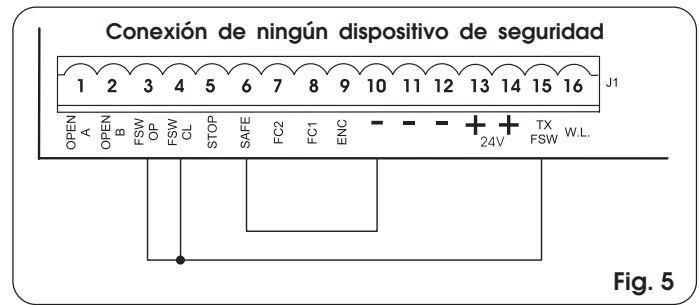 Conexión de ningún dispositivo de seguridad
1 2 3 4 5 6 7 8 9 10 11 12 13 14 15 16 J1
OPEN A
OPEN B
FSW OP
FSW CL
STOP
SAFE
FC2
FC1
ENC
- - -
+ +
24V
TX FSW
W.L.
Fig. 5